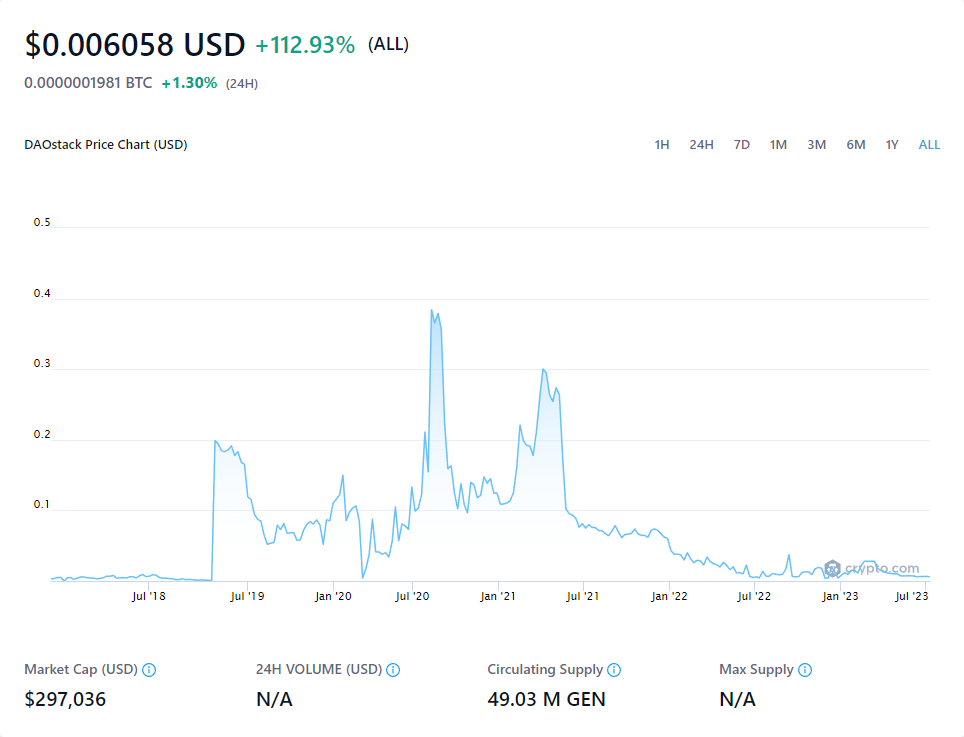 $0.006058 USD +112.93% (ALL)
0.0000001981 BTC +1.30% (24H)
DAOstack Price Chart (USD) 1H 24H 7D 1M 3M 6M 1Y ALL
0.5
0.4
0.3
0.2
0.1
crypto.com
Jul '18 Jul '19 Jan '20 Jul '20 Jan '21 Jul '21 Jan '22 Jul '22 Jan '23 Jul '23
Market Cap (USD) 24H VOLUME (USD) Circulating Supply Max Supply
$297,036 N/A 49.03 M GEN N/A